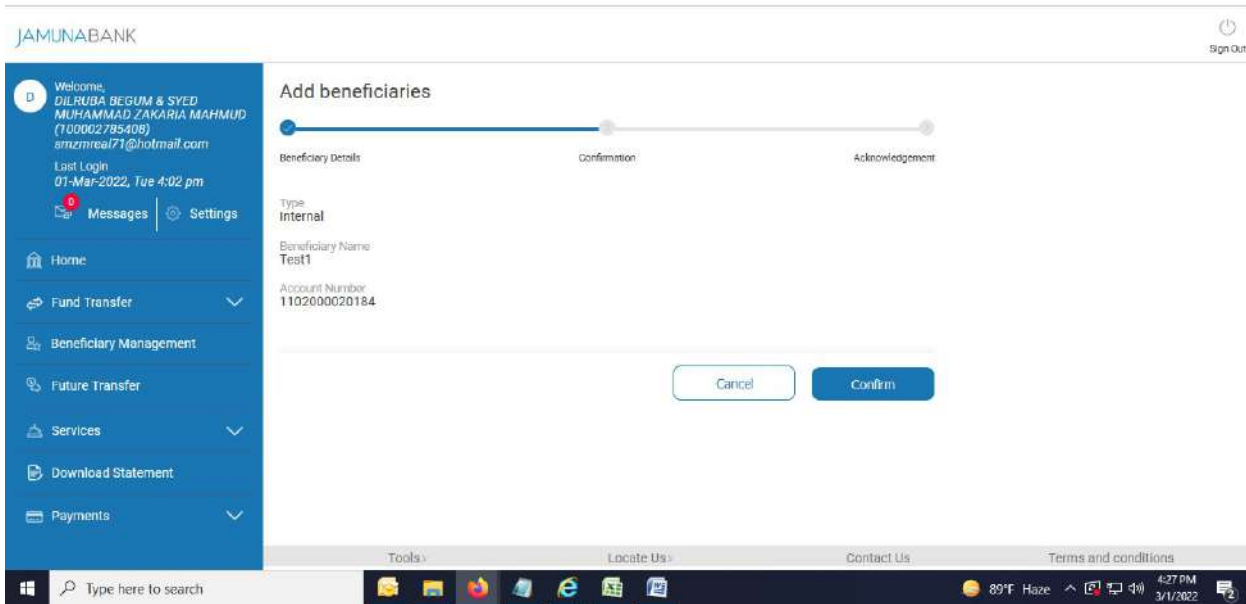 JAMUNABANK
Sign Out
D
Welcome,
DILRUBA BEGUM & SYED
MUHAMMAD ZAKARIA MAHMUD
(100002785408)
smzmreal71@hotmail.com
Last Login
01-Mar-2022, Tue 4:02 pm
0
Messages
Settings
Home
Fund Transfer
Beneficiary Management
Future Transfer
Services
Download Statement
Payments
Add beneficiaries
Beneficiary Details
Confirmation
Acknowledgement
Type
Internal
Beneficiary Name
Test1
Account Number
1102000020184
Cancel
Confirm
Tools
Locate Us
Contact Us
Terms and conditions
Type here to search
89°F Haze
4:27 PM
3/1/2022
2